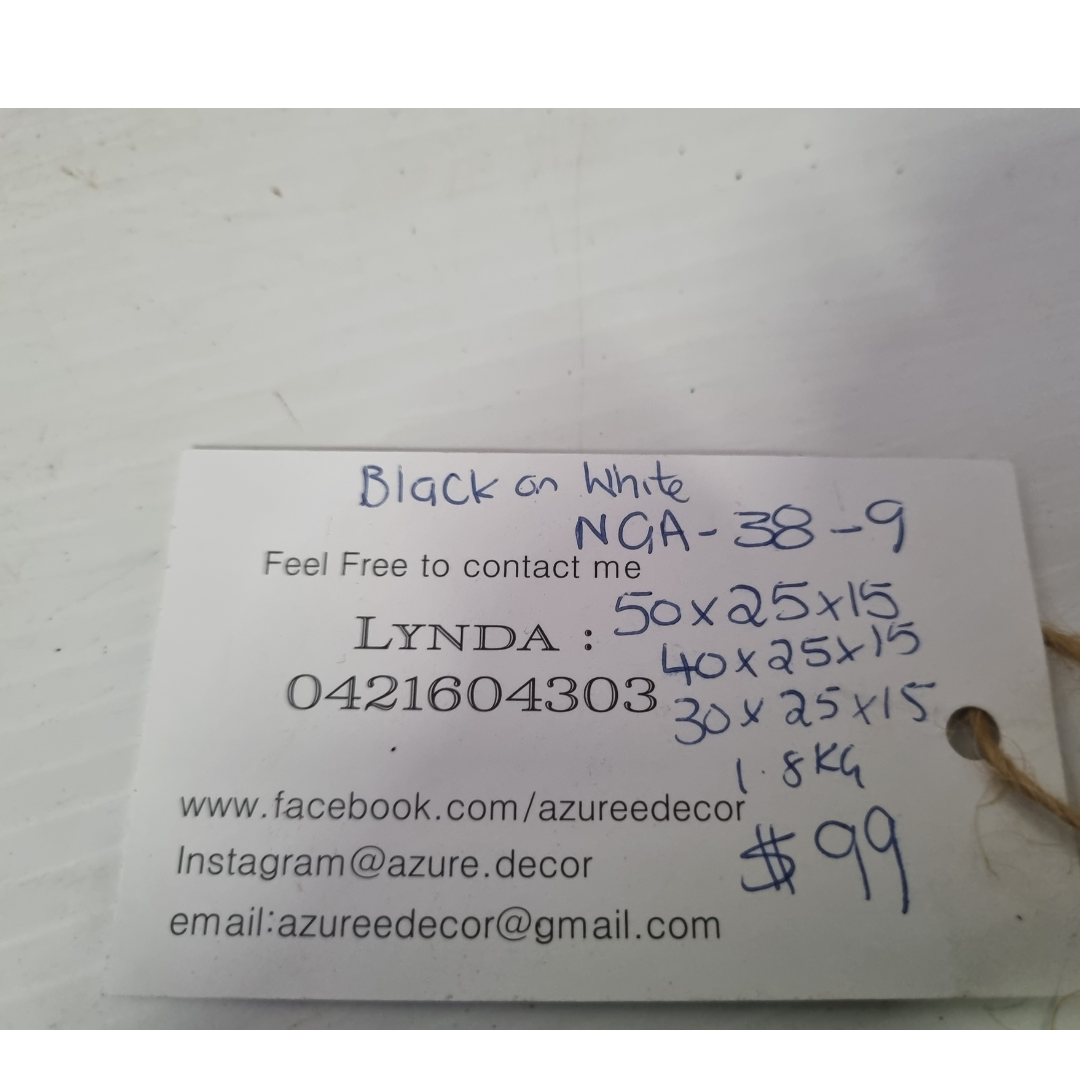 Black on White
NGA-38-9
Feel Free to contact me
50x25x15
LYNDA :
40x25x15
0421604303
30x25x15
1.8KG
www.facebook.com/azureedecor
$99
Instagram@azure.decor
email:azureedecor@gmail.com